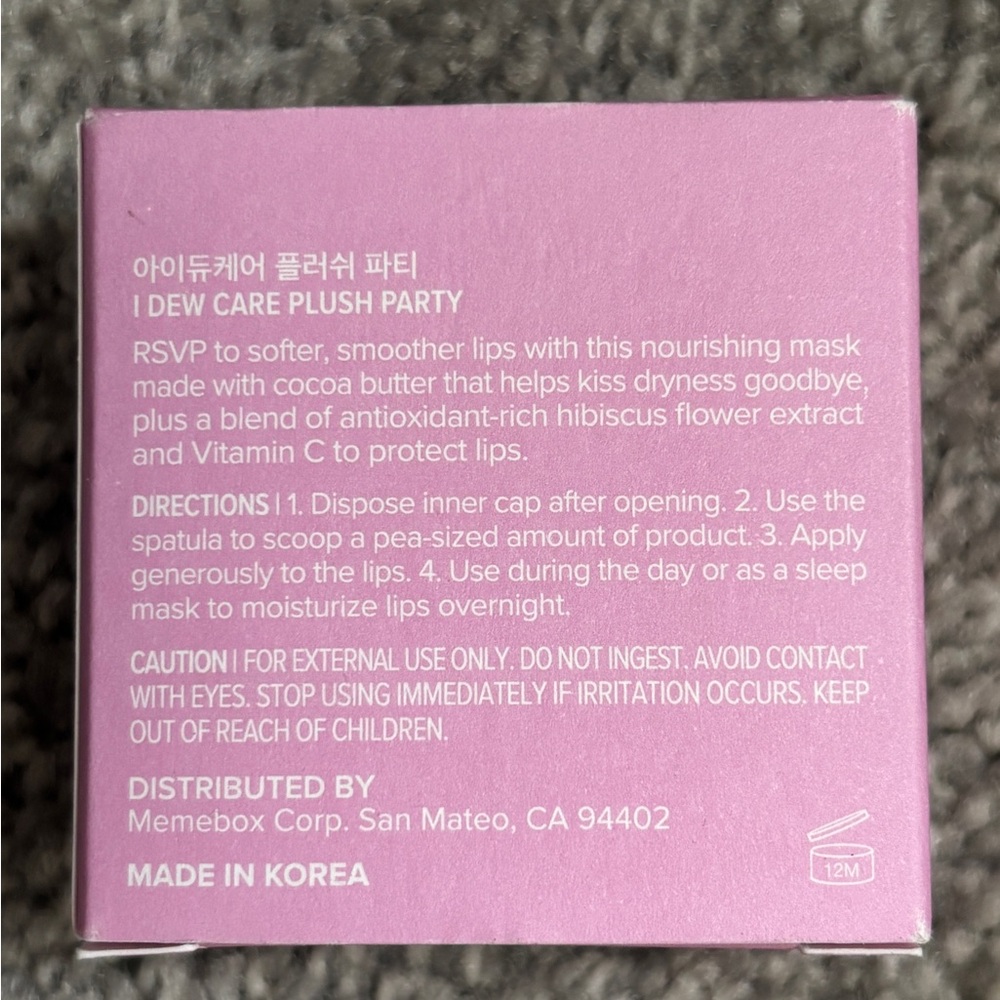 아이듀케어 플러쉬 파티
I DEW CARE PLUSH PARTY
RSVP to softer, smoother lips with this nourishing mask
made with cocoa butter that helps kiss dryness goodbye,
plus a blend of antioxidant-rich hibiscus flower extract
and Vitamin C to protect lips.
DIRECTIONS | 1. Dispose inner cap after opening. 2. Use the
spatula to scoop a pea-sized amount of product. 3. Apply
generously to the lips. 4. Use during the day or as a sleep
mask to moisturize lips overnight.
CAUTION | FOR EXTERNAL USE ONLY. DO NOT INGEST. AVOID CONTACT
WITH EYES. STOP USING IMMEDIATELY IF IRRITATION OCCURS. KEEP
OUT OF REACH OF CHILDREN.
DISTRIBUTED BY
Memebox Corp. San Mateo, CA 94402
MADE IN KOREA
12M